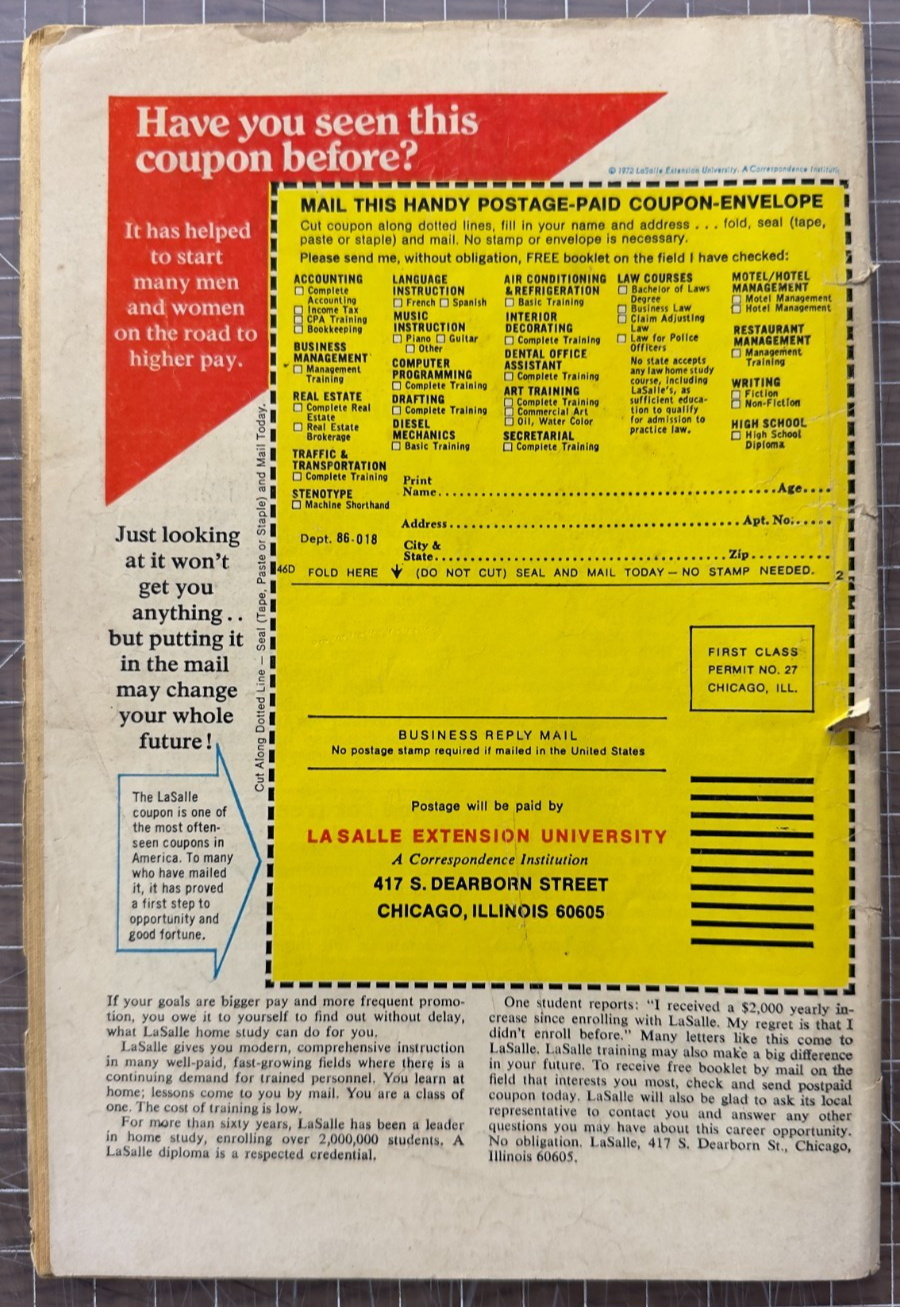 Have you seen this
coupon before?
It has helped
to start
many men
and women
on the road to
higher pay.
© 1972 LaSalle Extension University. A Correspondence Institution
MAIL THIS HANDY POSTAGE-PAID COUPON-ENVELOPE
Cut coupon along dotted lines, fill in your name and address . . . fold, seal (tape,
paste or staple) and mail. No stamp or envelope is necessary.
Please send me, without obligation, FREE booklet on the field I have checked:
ACCOUNTING
☐ Complete
Accounting
☐ Income Tax
☐ CPA Training
☐ Bookkeeping
BUSINESS
MANAGEMENT
☐ Management
Training
REAL ESTATE
☐ Complete Real
Estate
☐ Real Estate
Brokerage
TRAFFIC &
TRANSPORTATION
☐ Complete Training
STENOTYPE
☐ Machine Shorthand
LANGUAGE
INSTRUCTION
☐ French ☐ Spanish
MUSIC
INSTRUCTION
☐ Piano ☐ Guitar
☐ Other
COMPUTER
PROGRAMMING
☐ Complete Training
DRAFTING
☐ Complete Training
DIESEL
MECHANICS
☐ Basic Training
AIR CONDITIONING
& REFRIGERATION
☐ Basic Training
INTERIOR
DECORATING
☐ Complete Training
DENTAL OFFICE
ASSISTANT
☐ Complete Training
ART TRAINING
☐ Complete Training
☐ Commercial Art
☐ Oil, Water Color
SECRETARIAL
☐ Complete Training
LAW COURSES
☐ Bachelor of Laws
Degree
☐ Business Law
☐ Claim Adjusting
Law
☐ Law for Police
Officers
No state accepts
any law home study
course, including
LaSalle's, as
sufficient educa-
tion to qualify
for admission to
practice law.
MOTEL/HOTEL
MANAGEMENT
☐ Motel Management
☐ Hotel Management
RESTAURANT
MANAGEMENT
☐ Management
Training
WRITING
☐ Fiction
☐ Non-Fiction
HIGH SCHOOL
☐ High School
Diploma
Print
Name........Age....
Address........Apt. No......
Dept. 86-018
City &
State........Zip........
46D FOLD HERE (DO NOT CUT) SEAL AND MAIL TODAY — NO STAMP NEEDED. 2
Cut Along Dotted Line — Seal (Tape, Paste or Staple) and Mail Today.
Just looking
at it won't
get you
anything . .
but putting it
in the mail
may change
your whole
future!
The LaSalle
coupon is one of
the most often-
seen coupons in
America. To many
who have mailed
it, it has proved
a first step to
opportunity and
good fortune.
FIRST CLASS
PERMIT NO. 27
CHICAGO, ILL.
BUSINESS REPLY MAIL
No postage stamp required if mailed in the United States
Postage will be paid by
LA SALLE EXTENSION UNIVERSITY
A Correspondence Institution
417 S. DEARBORN STREET
CHICAGO, ILLINOIS 60605
If your goals are bigger pay and more frequent promo-
tion, you owe it to yourself to find out without delay,
what LaSalle home study can do for you.
LaSalle gives you modern, comprehensive instruction
in many well-paid, fast-growing fields where there is a
continuing demand for trained personnel. You learn at
home; lessons come to you by mail. You are a class of
one. The cost of training is low.
For more than sixty years, LaSalle has been a leader
in home study, enrolling over 2,000,000 students. A
LaSalle diploma is a respected credential.
One student reports: "I received a $2,000 yearly in-
crease since enrolling with LaSalle. My regret is that I
didn't enroll before." Many letters like this come to
LaSalle. LaSalle training may also make a big difference
in your future. To receive free booklet by mail on the
field that interests you most, check and send postpaid
coupon today. LaSalle will also be glad to ask its local
representative to contact you and answer any other
questions you may have about this career opportunity.
No obligation. LaSalle, 417 S. Dearborn St., Chicago,
Illinois 60605.